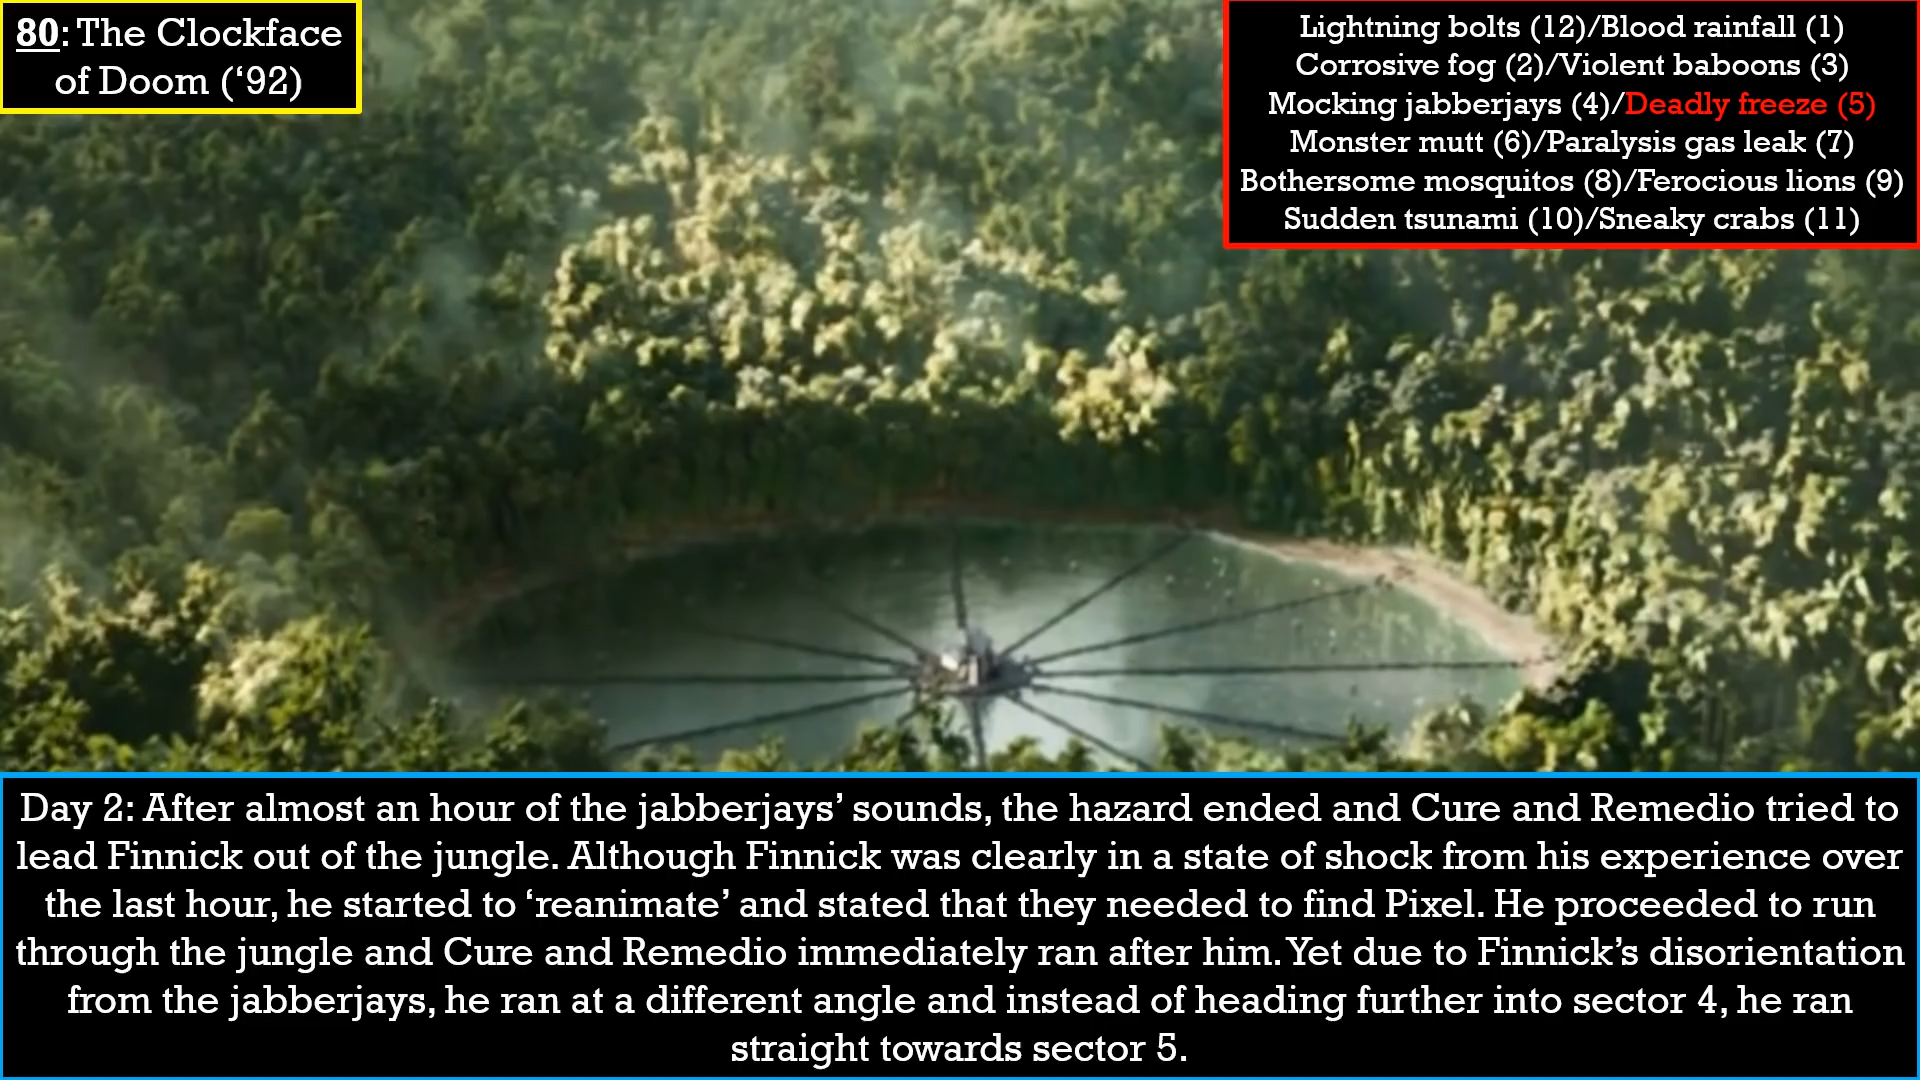 80: The Clockface
of Doom (‘92)
Lightning bolts (12)/Blood rainfall (1)
Corrosive fog (2)/Violent baboons (3)
Mocking jabberjays (4)/Deadly freeze (5)
Monster mutt (6)/Paralysis gas leak (7)
Bothersome mosquitos (8)/Ferocious lions (9)
Sudden tsunami (10)/Sneaky crabs (11)
Day 2: After almost an hour of the jabberjays’ sounds, the hazard ended and Cure and Remedio tried to
lead Finnick out of the jungle. Although Finnick was clearly in a state of shock from his experience over
the last hour, he started to ‘reanimate’ and stated that they needed to find Pixel. He proceeded to run
through the jungle and Cure and Remedio immediately ran after him. Yet due to Finnick’s disorientation
from the jabberjays, he ran at a different angle and instead of heading further into sector 4, he ran
straight towards sector 5.